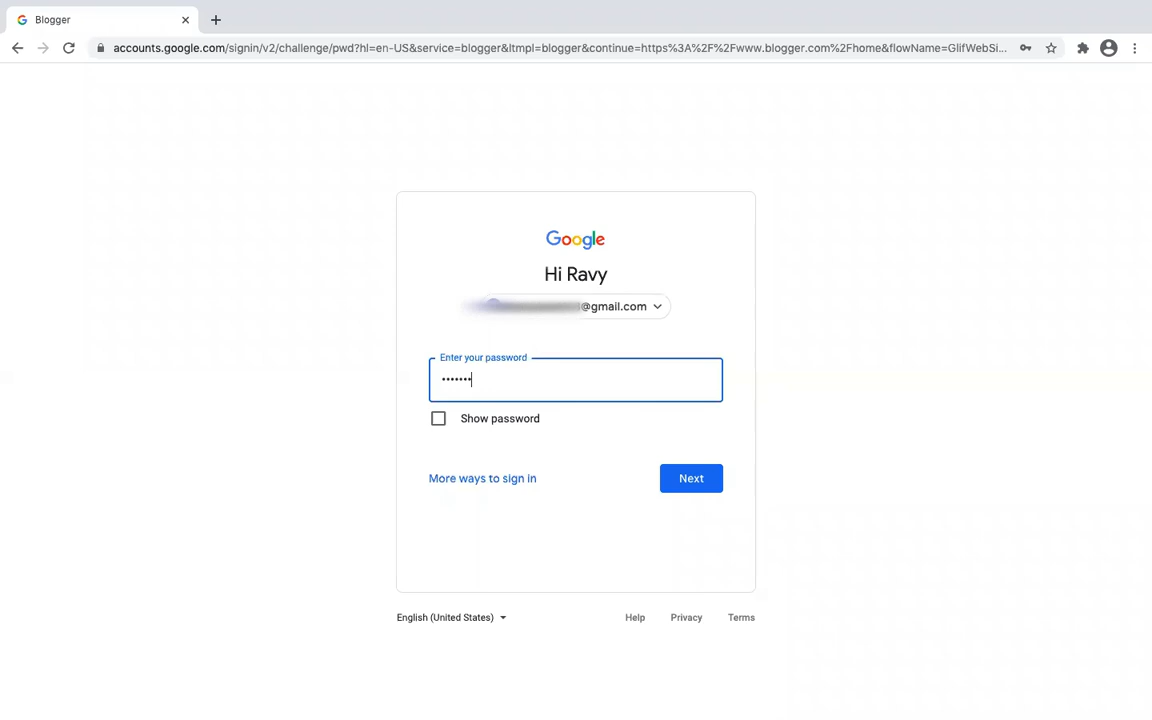 Blogger
accounts.google.com/signin/v2/challenge/pwd?hl=en-US&service=blogger&ltmpl=blogger&continue=https%3A%2F%2Fwww.blogger.com%2Fhome&flowName=GlifWebSi...
Google
Hi Ravy
@gmail.com
Enter your password
•••••••
Show password
More ways to sign in
Next
English (United States)
Help
Privacy
Terms